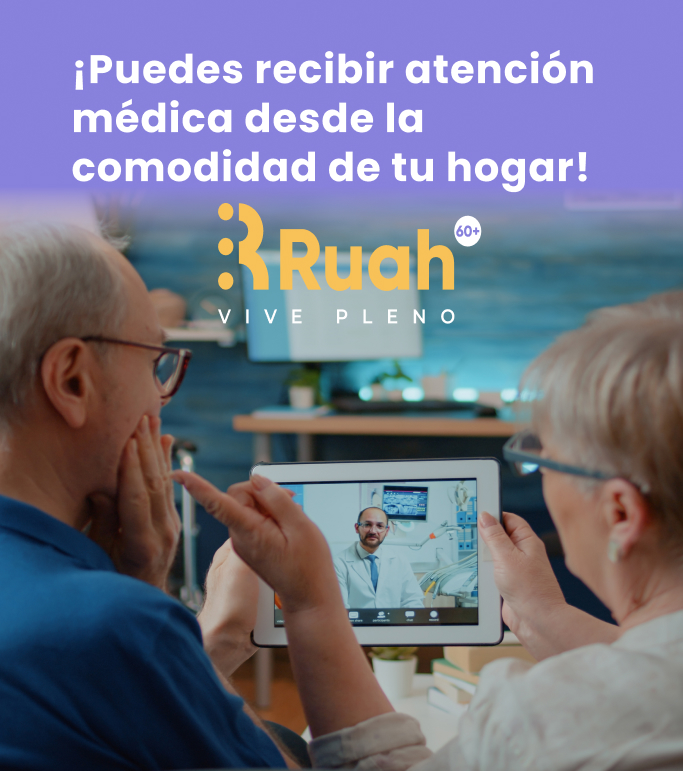 ¡Puedes recibir atención
médica desde la
comodidad de tu hogar!
Ruah 60+
VIVE PLENO